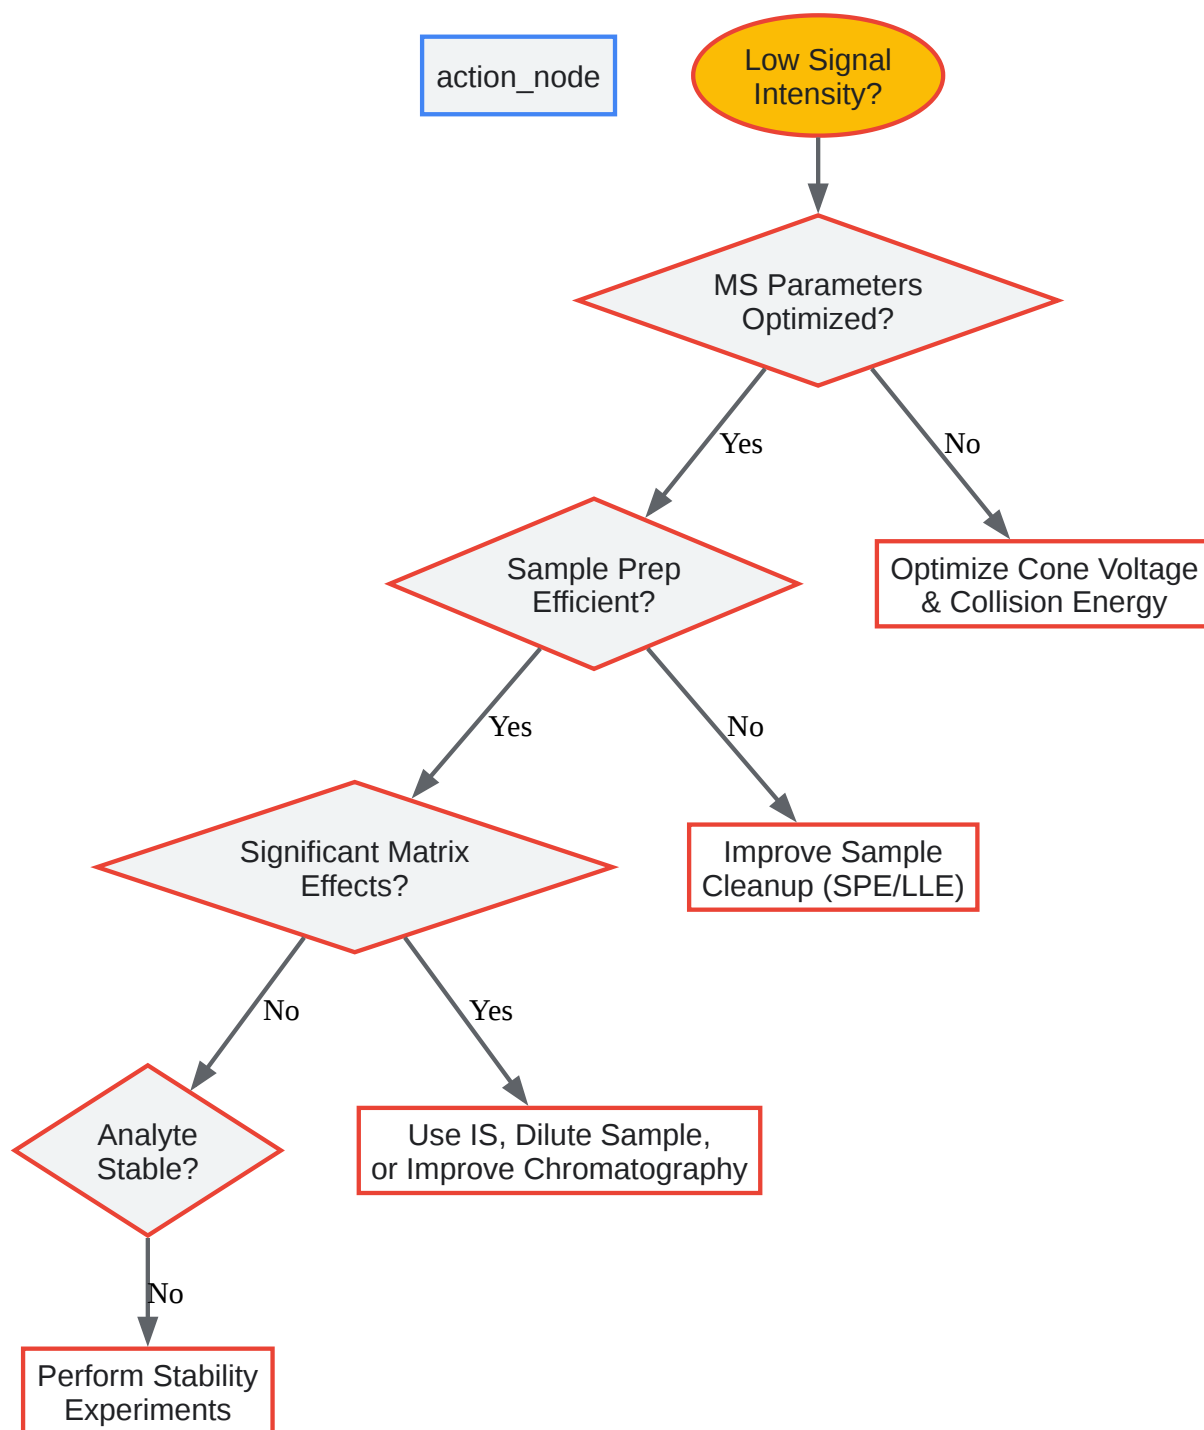 action_node
Low Signal
Intensity?
MS Parameters
Optimized?
Yes
No
Sample Prep
Efficient?
Optimize Cone Voltage
& Collision Energy
Yes
No
Significant Matrix
Effects?
Improve Sample
Cleanup (SPE/LLE)
No
Yes
Analyte
Stable?
Use IS, Dilute Sample,
or Improve Chromatography
No
Perform Stability
Experiments